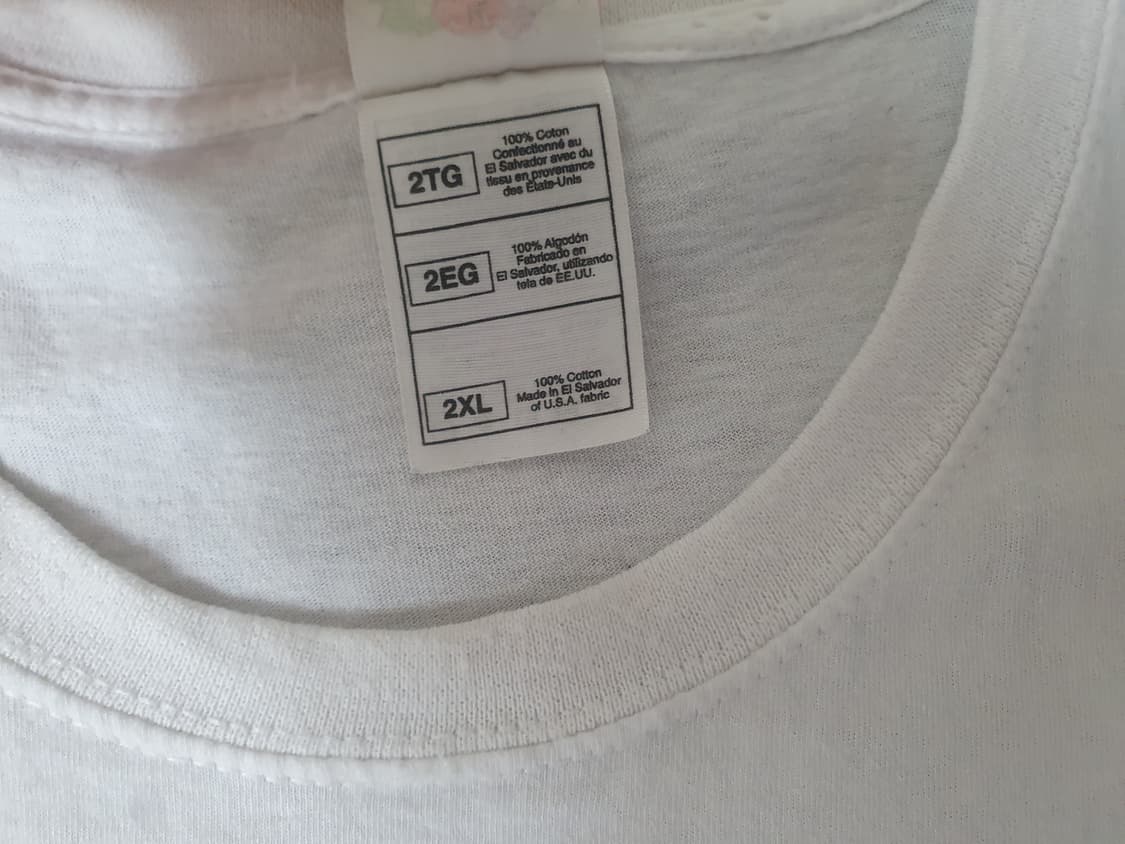 2TG
100% Coton
Confectionné au
El Salvador avec du
tissu en provenance
des États-Unis
2EG
100% Algodón
Fabricado en
El Salvador, utilizando
tela de EE.UU.
2XL
100% Cotton
Made in El Salvador
of U.S.A. fabric